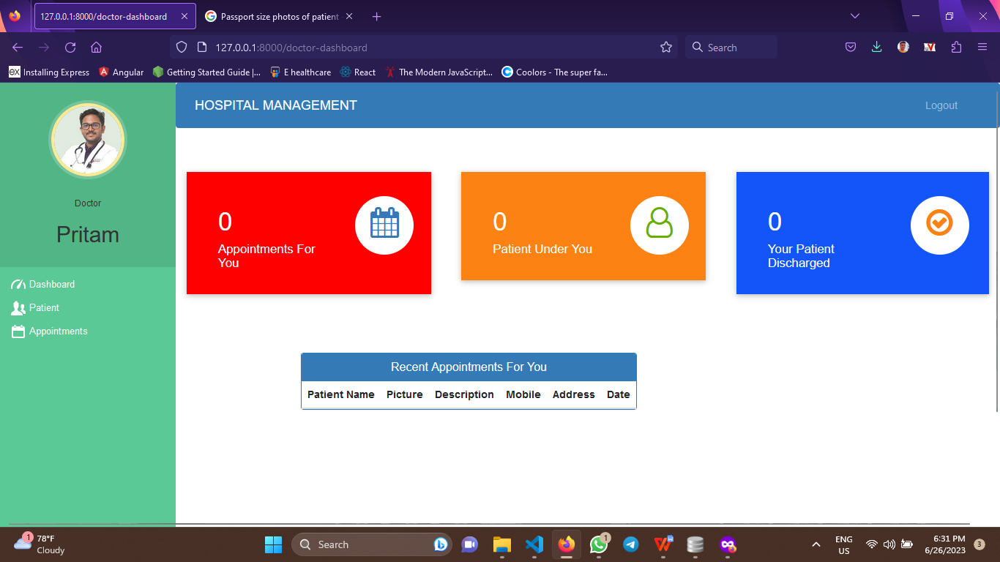 127.0.0.1:8000/doctor-dashboard
Passport size photos of patient -
127.0.0.1:8000/doctor-dashboard
Search
ex Installing Express
Angular
Getting Started Guide |...
E healthcare
React
The Modern JavaScript...
Coolors - The super fa...
HOSPITAL MANAGEMENT
Logout
Doctor
Pritam
Dashboard
Patient
Appointments
0
Appointments For
You
0
Patient Under You
0
Your Patient
Discharged
Recent Appointments For You
Patient Name Picture Description Mobile Address Date
1
78°F
Cloudy
Search
1
ENG
US
6:31 PM
6/26/2023
3